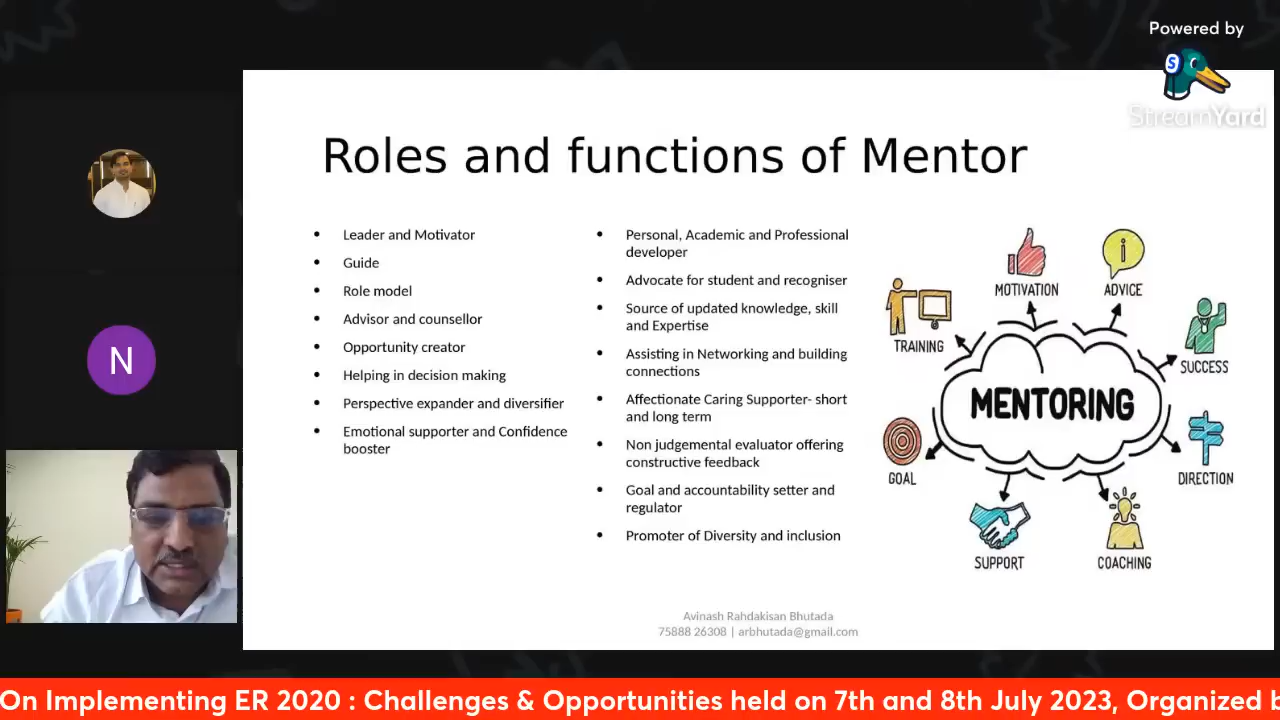 Powered by
StreamYard
Roles and functions of Mentor
• Leader and Motivator
• Guide
• Role model
• Advisor and counsellor
• Opportunity creator
• Helping in decision making
• Perspective expander and diversifier
• Emotional supporter and Confidence
booster
• Personal, Academic and Professional
developer
• Advocate for student and recogniser
• Source of updated knowledge, skill
and Expertise
• Assisting in Networking and building
connections
• Affectionate Caring Supporter- short
and long term
• Non judgemental evaluator offering
constructive feedback
• Goal and accountability setter and
regulator
• Promoter of Diversity and inclusion
MOTIVATION
ADVICE
TRAINING
SUCCESS
MENTORING
GOAL
DIRECTION
SUPPORT
COACHING
Avinash Rahdakisan Bhutada
75888 26308 | arbhutada@gmail.com
N
On Implementing ER 2020 : Challenges & Opportunities held on 7th and 8th July 2023, Organized b